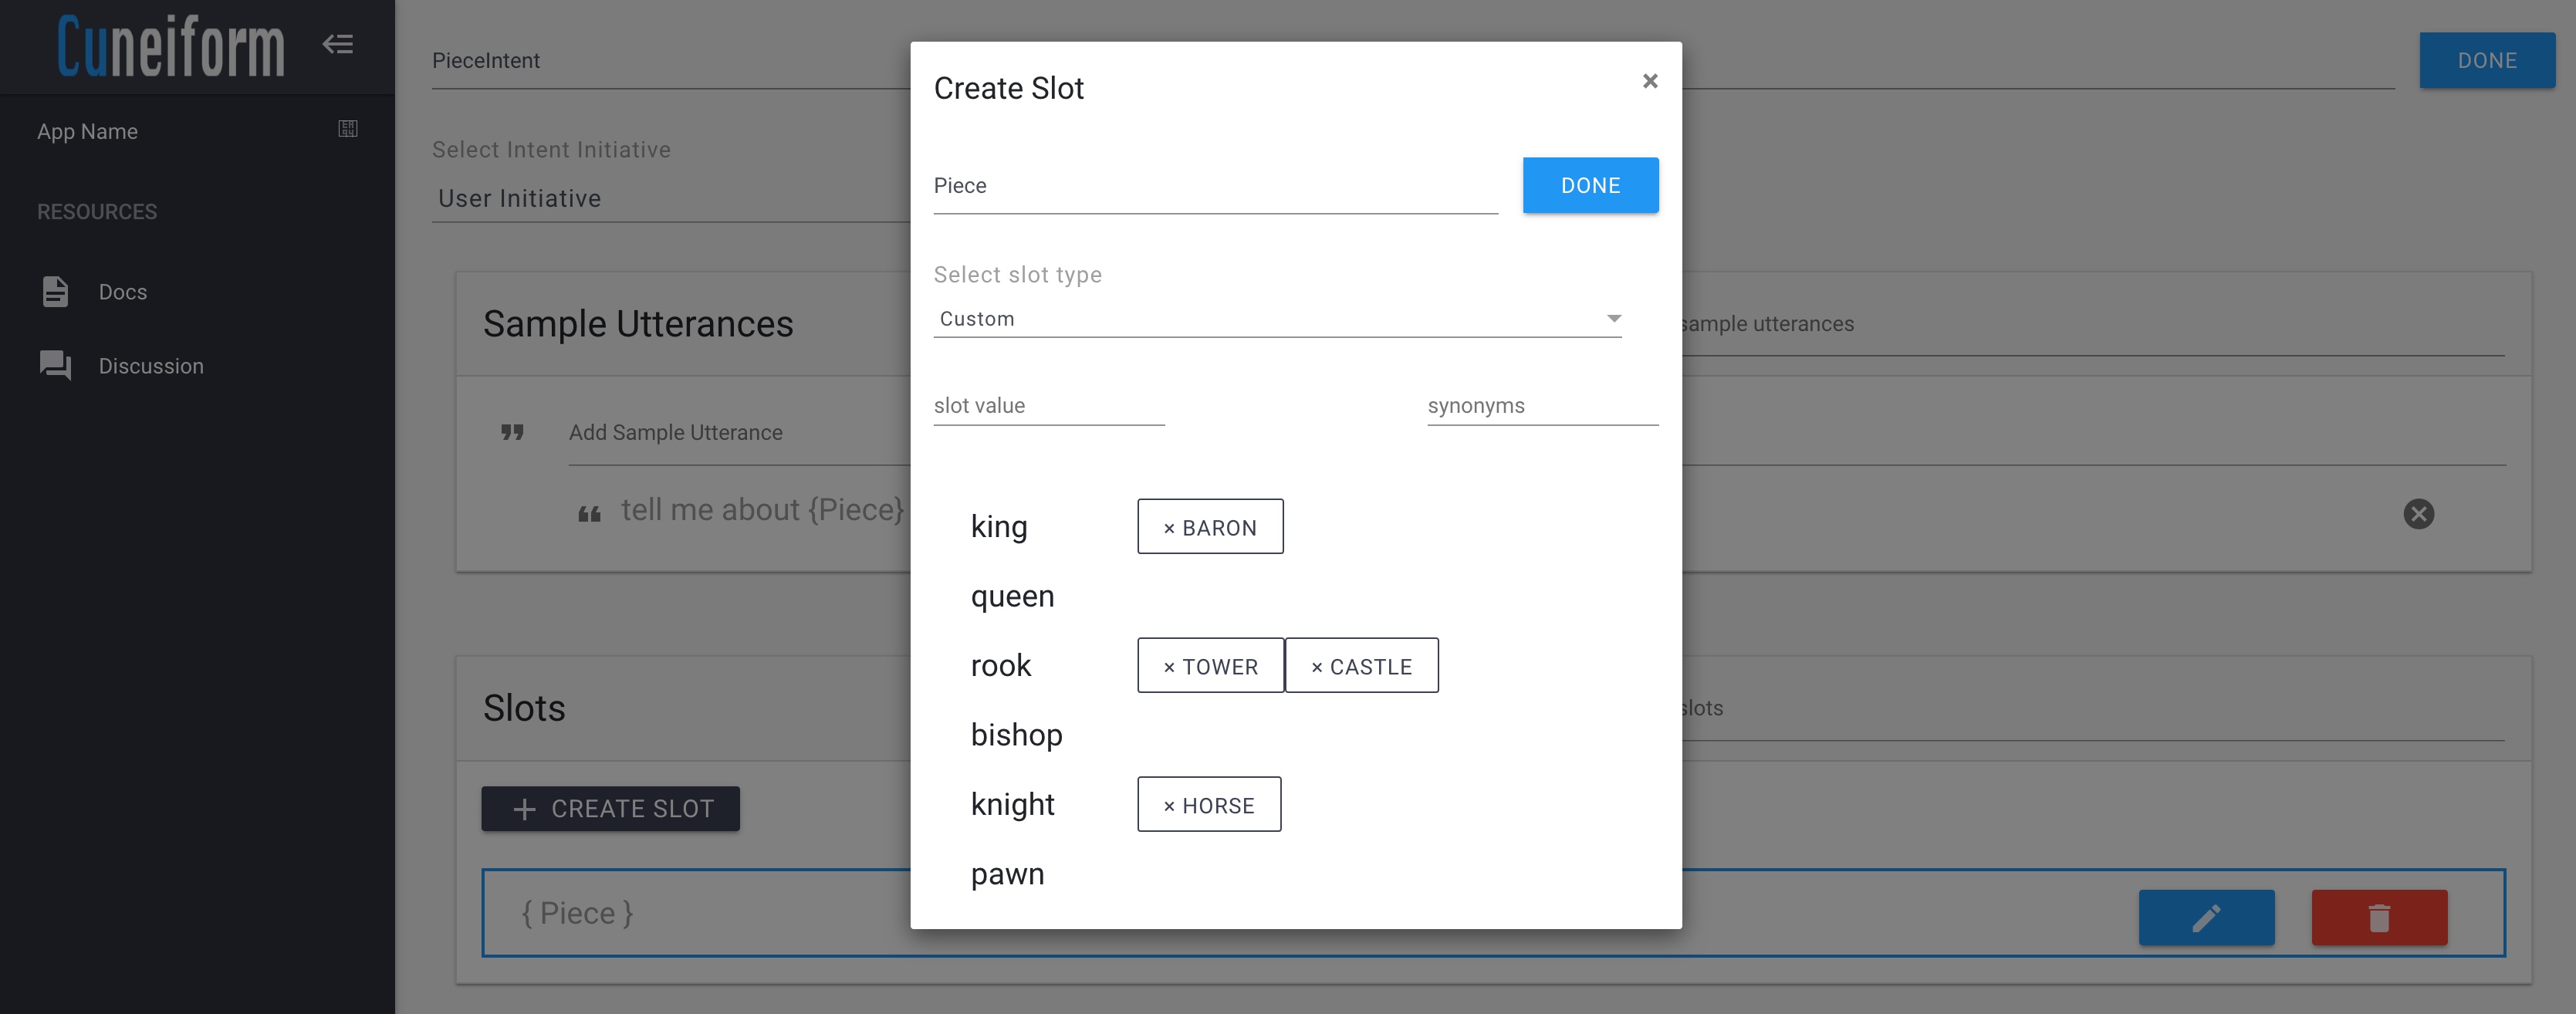 Cuneiform
App Name
RESOURCES
Docs
Discussion
PieceIntent
DONE
Select Intent Initiative
User Initiative
Sample Utterances
sample utterances
Add Sample Utterance
tell me about {Piece}
Slots
slots
+ CREATE SLOT
{ Piece }
Create Slot
×
Piece
DONE
Select slot type
Custom
slot value
synonyms
king × BARON
queen
rook × TOWER × CASTLE
bishop
knight × HORSE
pawn